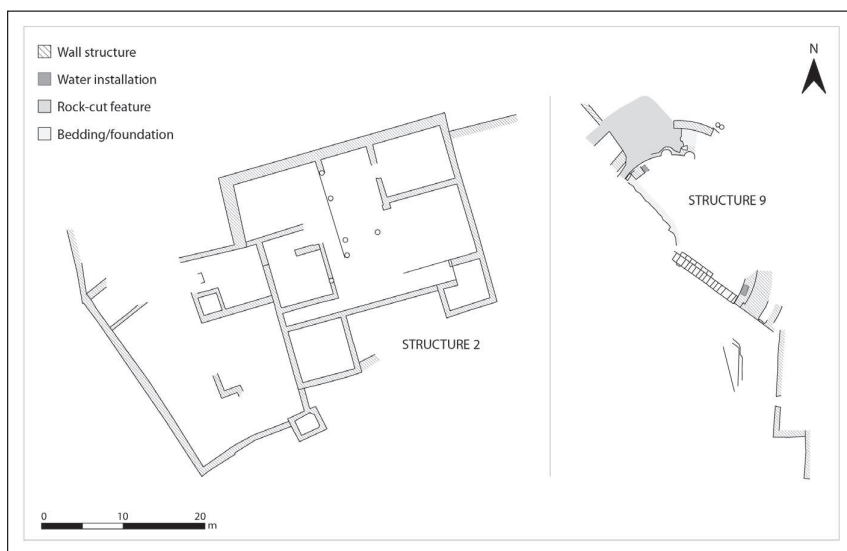 Wall structure
Water installation
Rock-cut feature
Bedding/foundation
N
STRUCTURE 9
STRUCTURE 2
0 10 20
m